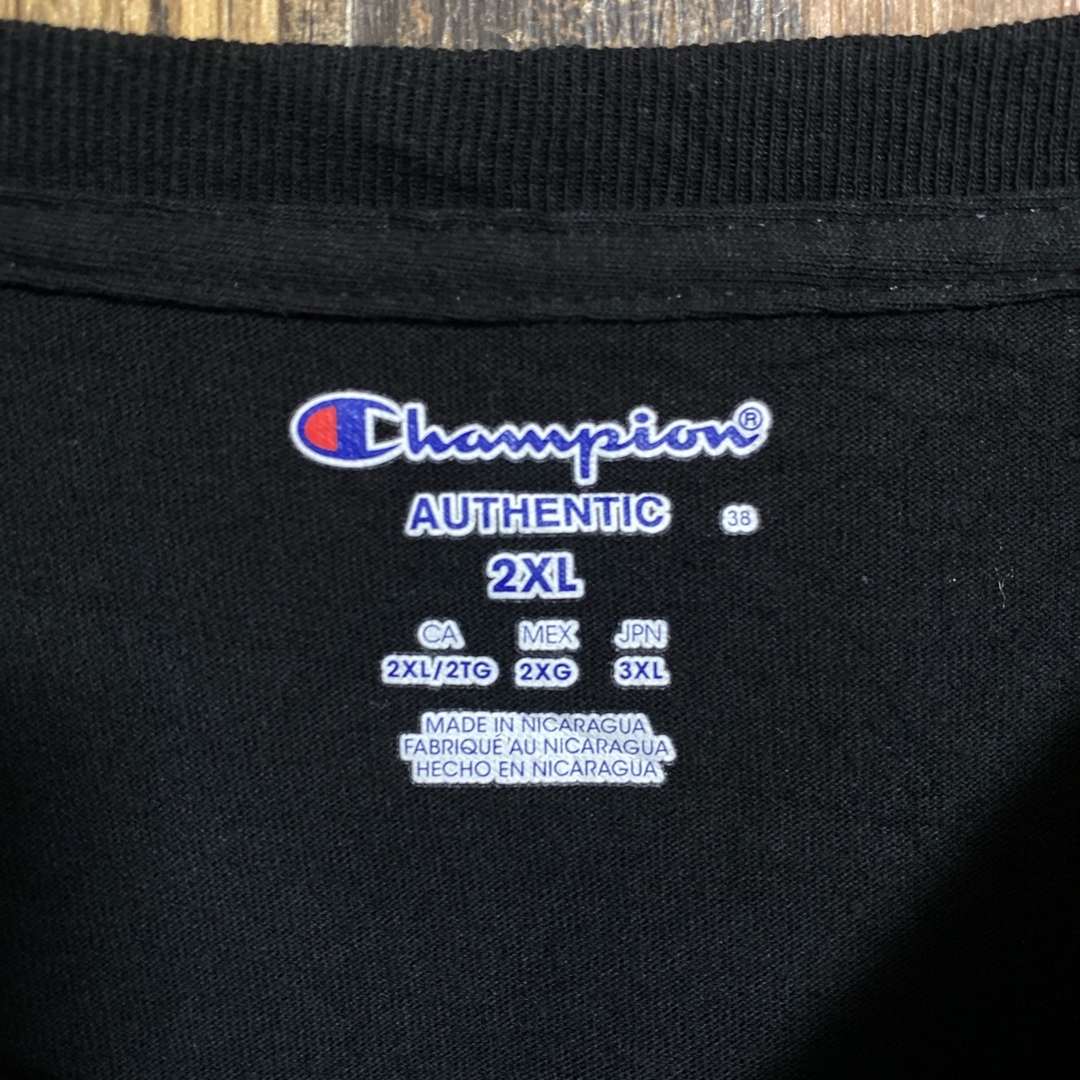 Champion®
AUTHENTIC 38
2XL
CA MEX JPN
2XL/2TG 2XG 3XL
MADE IN NICARAGUA
FABRIQUÉ AU NICARAGUA
HECHO EN NICARAGUA